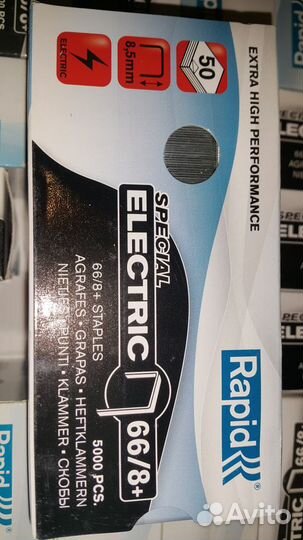 Rapid
EXTRA HIGH PERFORMANCE
50
8,5mm
ELECTRIC
SPECIAL
ELECTRIC
66/8+
66/8+ STAPLES
AGRAFES • GRAPAS • HEFTKLAMMERN
NIETJES • PUNTI • KLAMMER • СКОБЫ
5000 PCS.
Avito